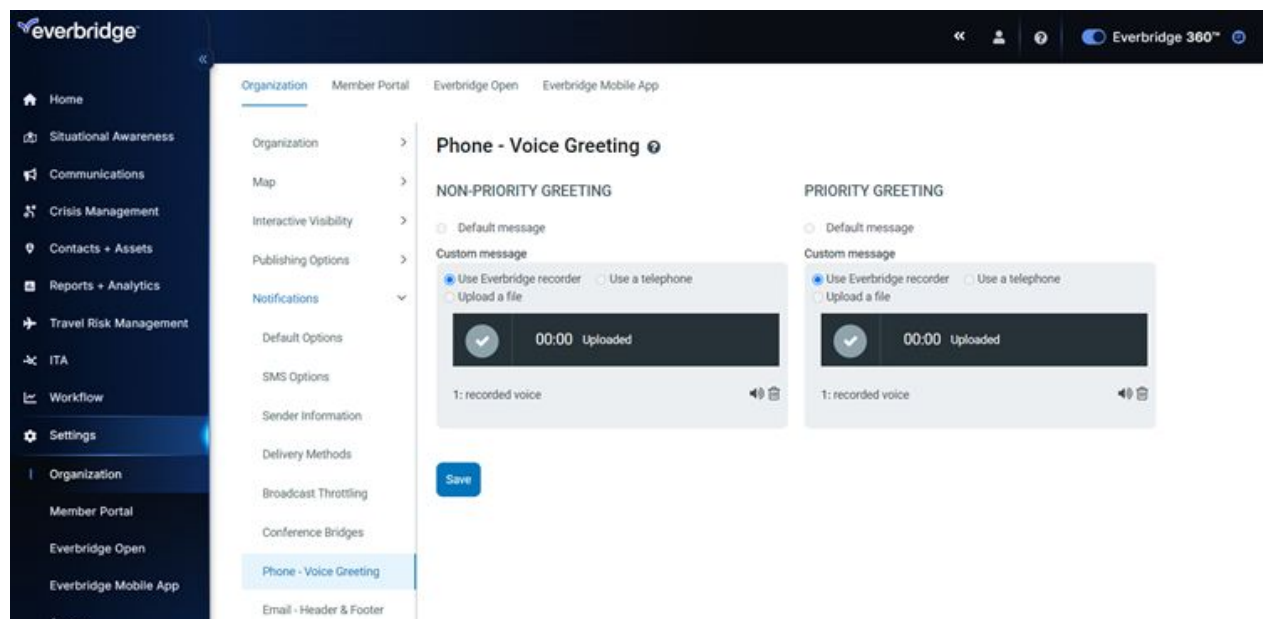 everbridge
Everbridge 360™
Home
Situational Awareness
Communications
Crisis Management
Contacts + Assets
Reports + Analytics
Travel Risk Management
ITA
Workflow
Settings
Organization
Member Portal
Everbridge Open
Everbridge Mobile App
Organization Member Portal Everbridge Open Everbridge Mobile App
Organization
Map
Interactive Visibility
Publishing Options
Notifications
Default Options
SMS Options
Sender Information
Delivery Methods
Broadcast Throttling
Conference Bridges
Phone - Voice Greeting
Email - Header & Footer
Phone - Voice Greeting
NON-PRIORITY GREETING
Default message
Custom message
Use Everbridge recorder Use a telephone
Upload a file
00:00 Uploaded
1: recorded voice
PRIORITY GREETING
Default message
Custom message
Use Everbridge recorder Use a telephone
Upload a file
00:00 Uploaded
1: recorded voice
Save